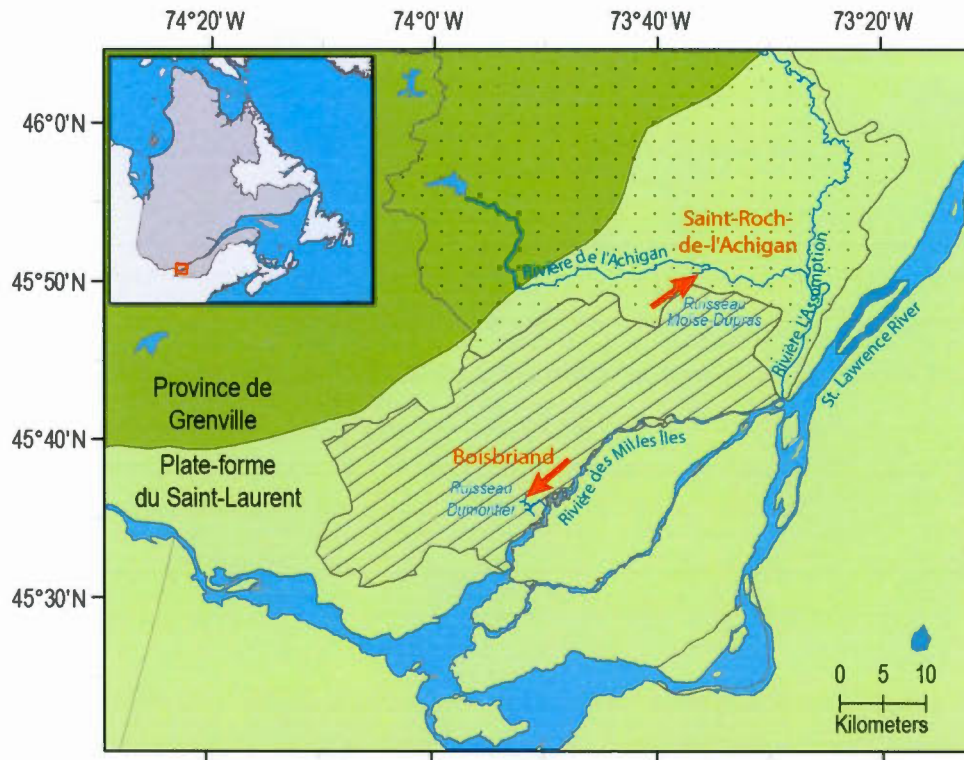 74°20'W
74°0'W
73°40'W
73°20'W
46°0'N
45°50'N
45°40'N
45°30'N
Saint-Roch-
de-l'Achigan
Rivière de l'Achigan
Ruisseau
Moïse-Dupras
Rivière L'Assomption
St. Lawrence River
Province de
Grenville
Plate-forme
du Saint-Laurent
Boisbriand
Ruisseau
Dumontier
Rivière des Milles Îles
0 5 10
Kilometers